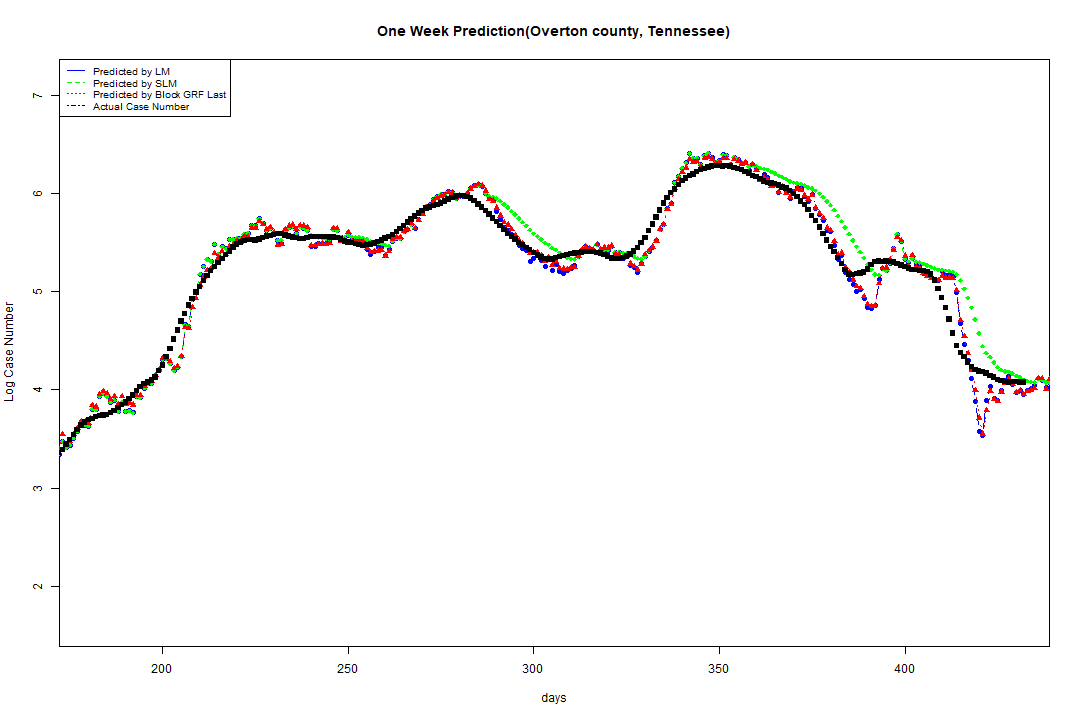 One Week Prediction(Overton county, Tennessee)
Predicted by LM
Predicted by SLM
Predicted by Block GRF Last
Actual Case Number
7
6
5
4
3
2
Log Case Number
200 250 300 350 400
days